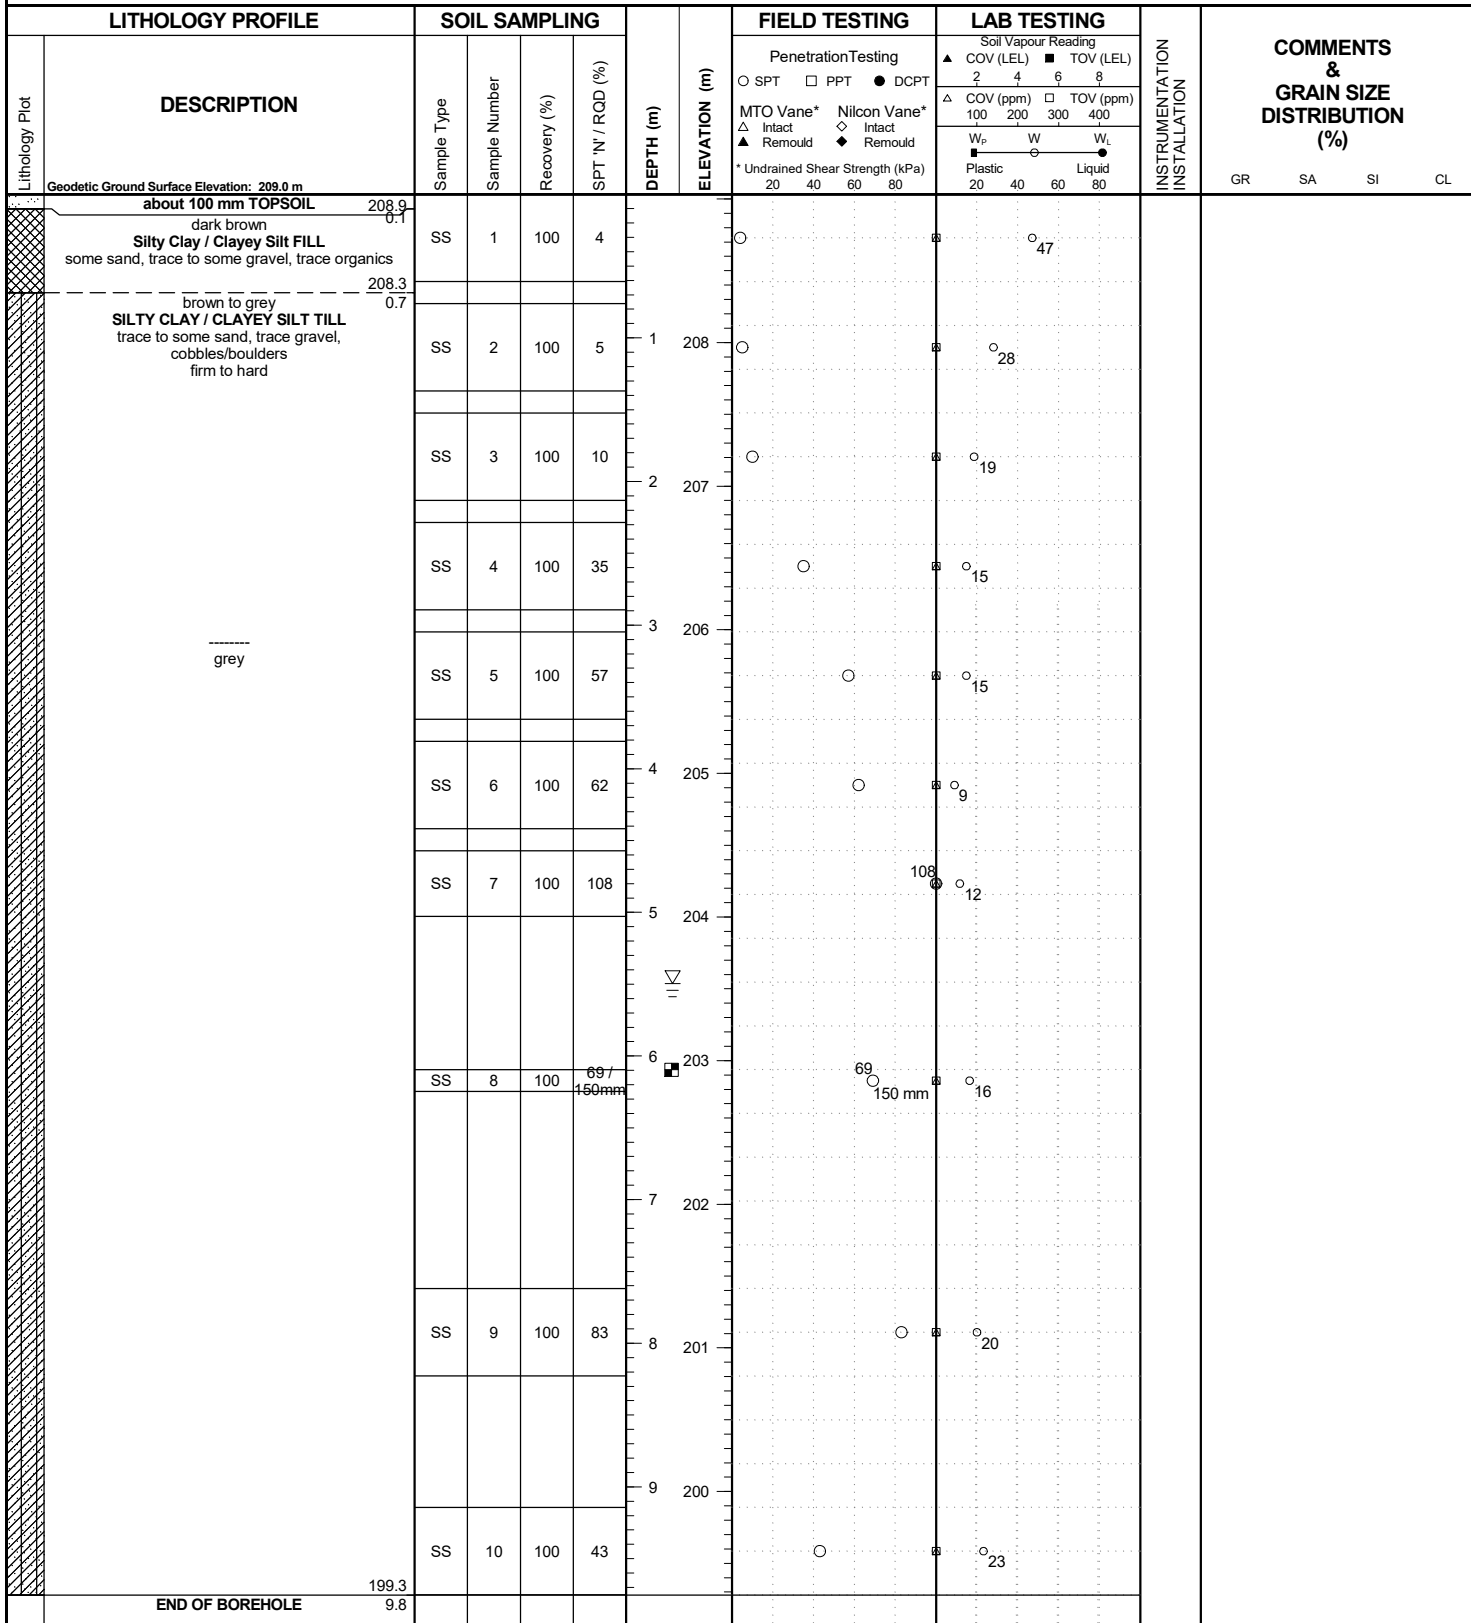 LITHOLOGY PROFILE
SOIL SAMPLING
FIELD TESTING
LAB TESTING
Lithology Plot
DESCRIPTION
Geodetic Ground Surface Elevation: 209.0 m
Sample Type
Sample Number
Recovery (%)
SPT 'N' / RQD (%)
DEPTH (m)
ELEVATION (m)
PenetrationTesting
○ SPT □ PPT ● DCPT
MTO Vane* Nilcon Vane*
△ Intact ◇ Intact
▲ Remould ◆ Remould
* Undrained Shear Strength (kPa)
20 40 60 80
Soil Vapour Reading
▲ COV (LEL) ■ TOV (LEL)
2 4 6 8
△ COV (ppm) □ TOV (ppm)
100 200 300 400
WP W WL
Plastic Liquid
20 40 60 80
INSTRUMENTATION
INSTALLATION
COMMENTS
&
GRAIN SIZE
DISTRIBUTION
(%)
GR SA SI CL
about 100 mm TOPSOIL 208.9
0.1
dark brown
Silty Clay / Clayey Silt FILL
some sand, trace to some gravel, trace organics
208.3
0.7
brown to grey
SILTY CLAY / CLAYEY SILT TILL
trace to some sand, trace gravel,
cobbles/boulders
firm to hard
SS 1 100 4 47
1 208
SS 2 100 5 28
SS 3 100 10 19
2 207
SS 4 100 35 15
3 206
--------
grey
SS 5 100 57 15
4 205
SS 6 100 62 9
108
SS 7 100 108 12
5 204
6 203
SS 8 100 69 / 150mm
69
150 mm
16
7 202
SS 9 100 83 20
8 201
9 200
SS 10 100 43 23
199.3
END OF BOREHOLE 9.8